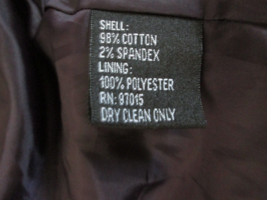 SHELL:
98% COTTON
2% SPANDEX
LINING:
100% POLYESTER
RN: 97015
DRY CLEAN ONLY